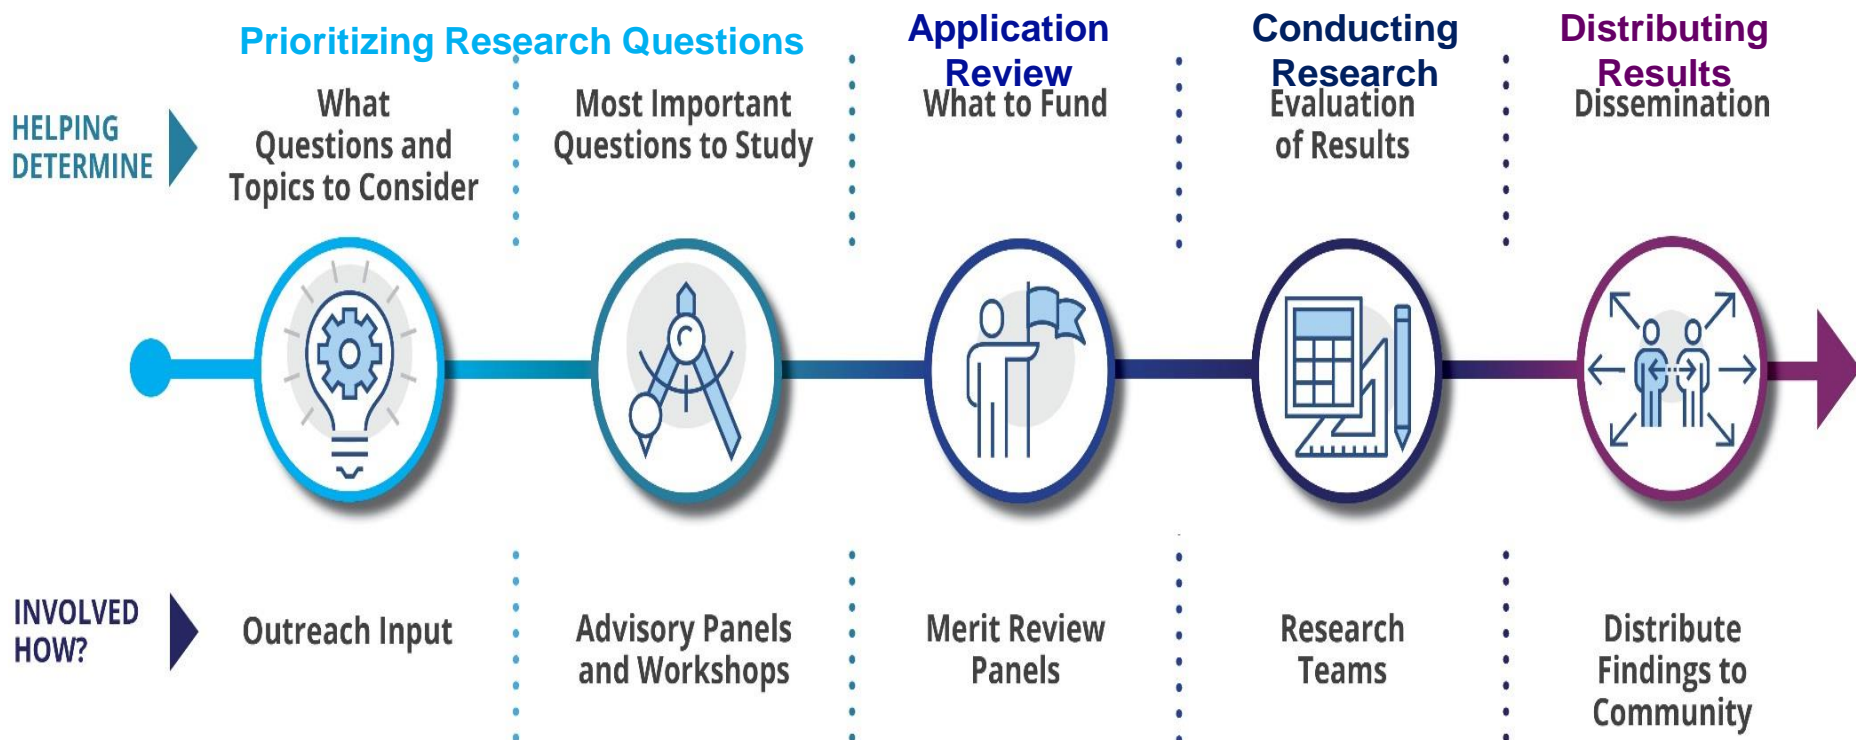 Prioritizing Research Questions
Application
Review
Conducting
Research
Distributing
Results
HELPING
DETERMINE
What
Questions and
Topics to Consider
Most Important
Questions to Study
What to Fund
Evaluation
of Results
Dissemination
INVOLVED
HOW?
Outreach Input
Advisory Panels
and Workshops
Merit Review
Panels
Research
Teams
Distribute
Findings to
Community